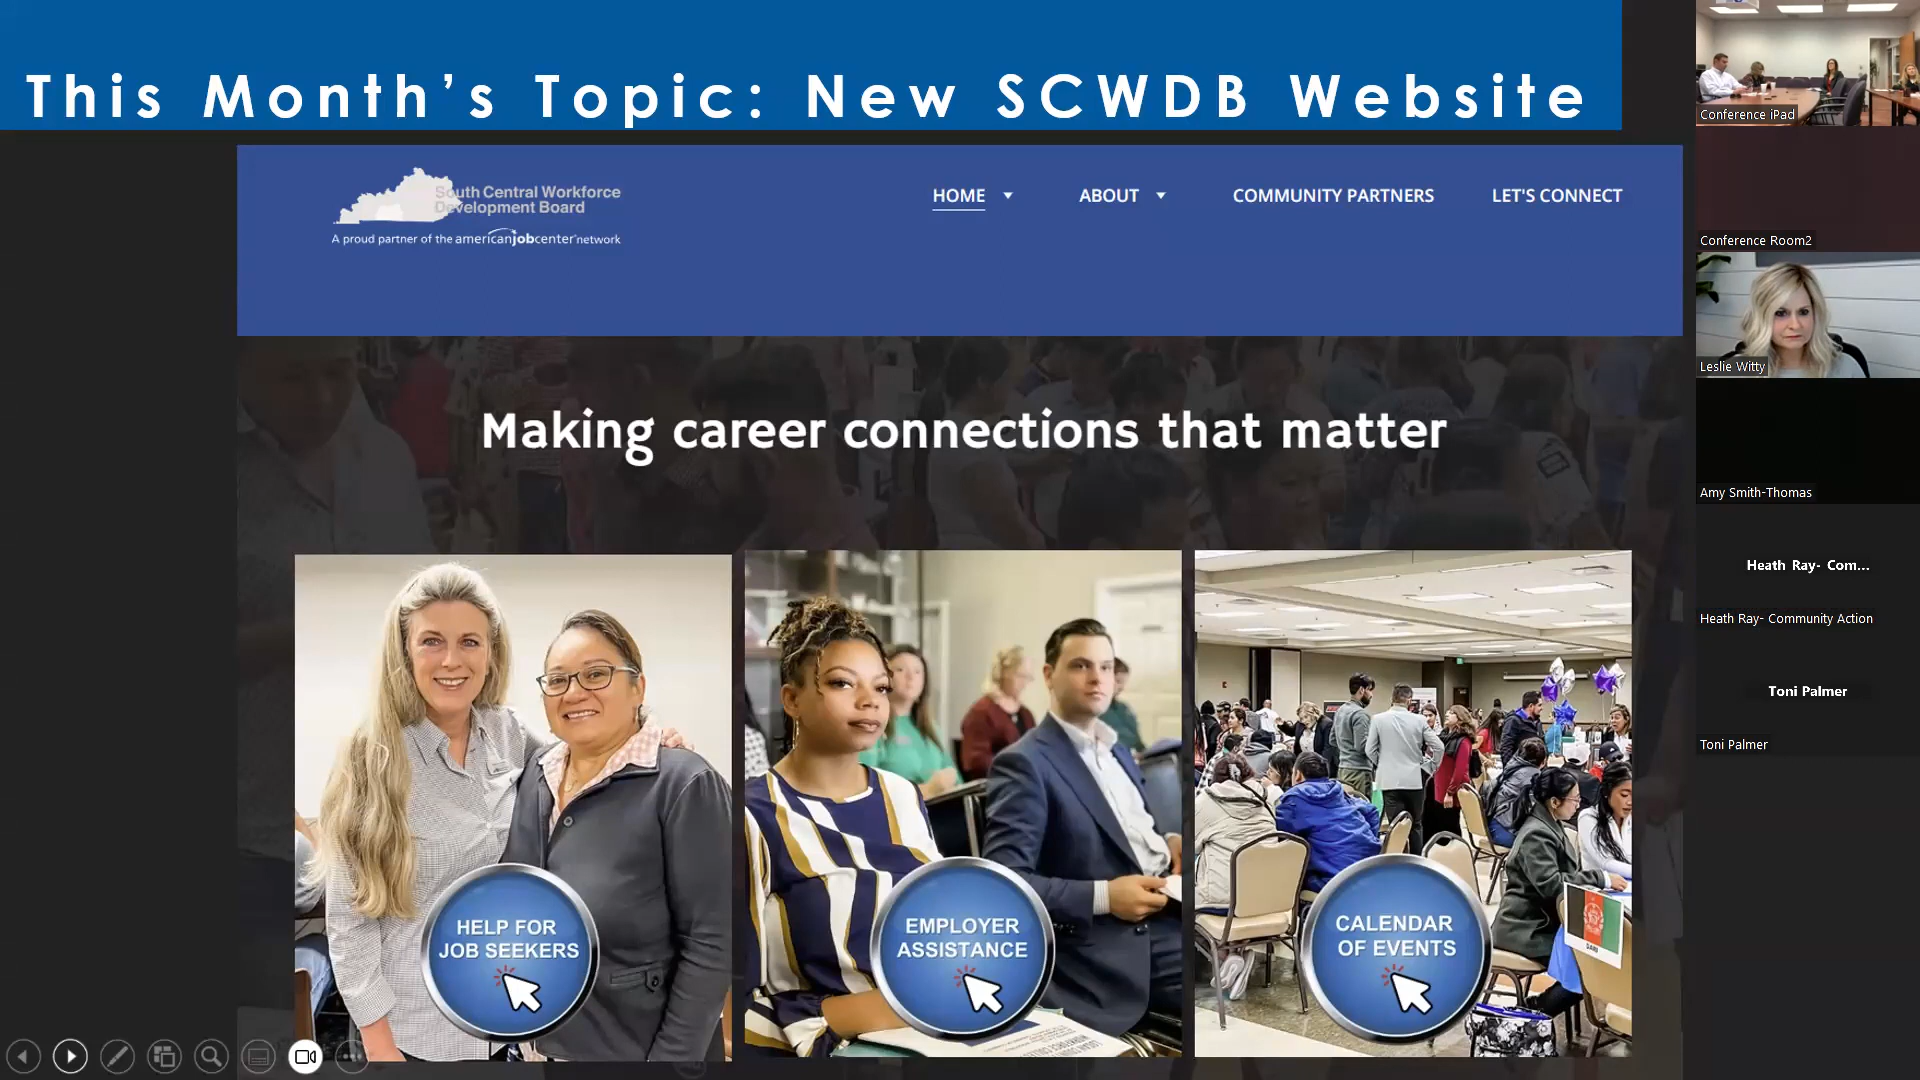 This Month's Topic: New SCWDB Website
South Central Workforce
Development Board
A proud partner of the americanjobcenter network
HOME
ABOUT
COMMUNITY PARTNERS
LET'S CONNECT
Making career connections that matter
HELP FOR
JOB SEEKERS
EMPLOYER
ASSISTANCE
CALENDAR
OF EVENTS
Conference iPad
Conference Room2
Leslie Witty
Amy Smith-Thomas
Heath Ray- Com...
Heath Ray- Community Action
Toni Palmer
Toni Palmer